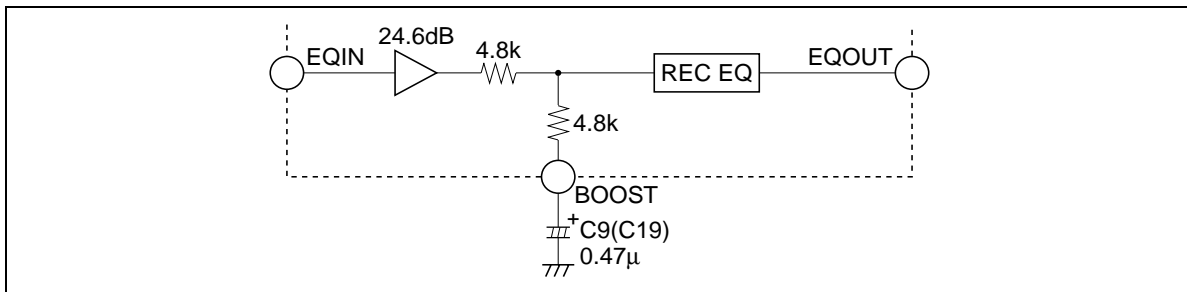 24.6dB
EQIN
4.8k
REC EQ
EQOUT
4.8k
BOOST
+
C9(C19)
0.47μ